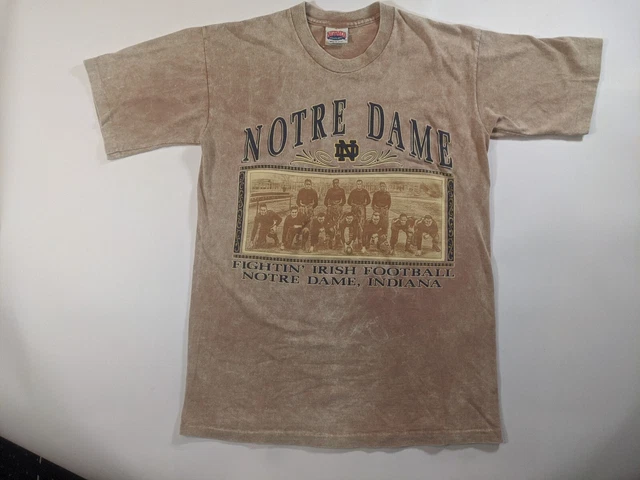 NOTRE DAME
ND
FIGHTIN' IRISH FOOTBALL
NOTRE DAME, INDIANA